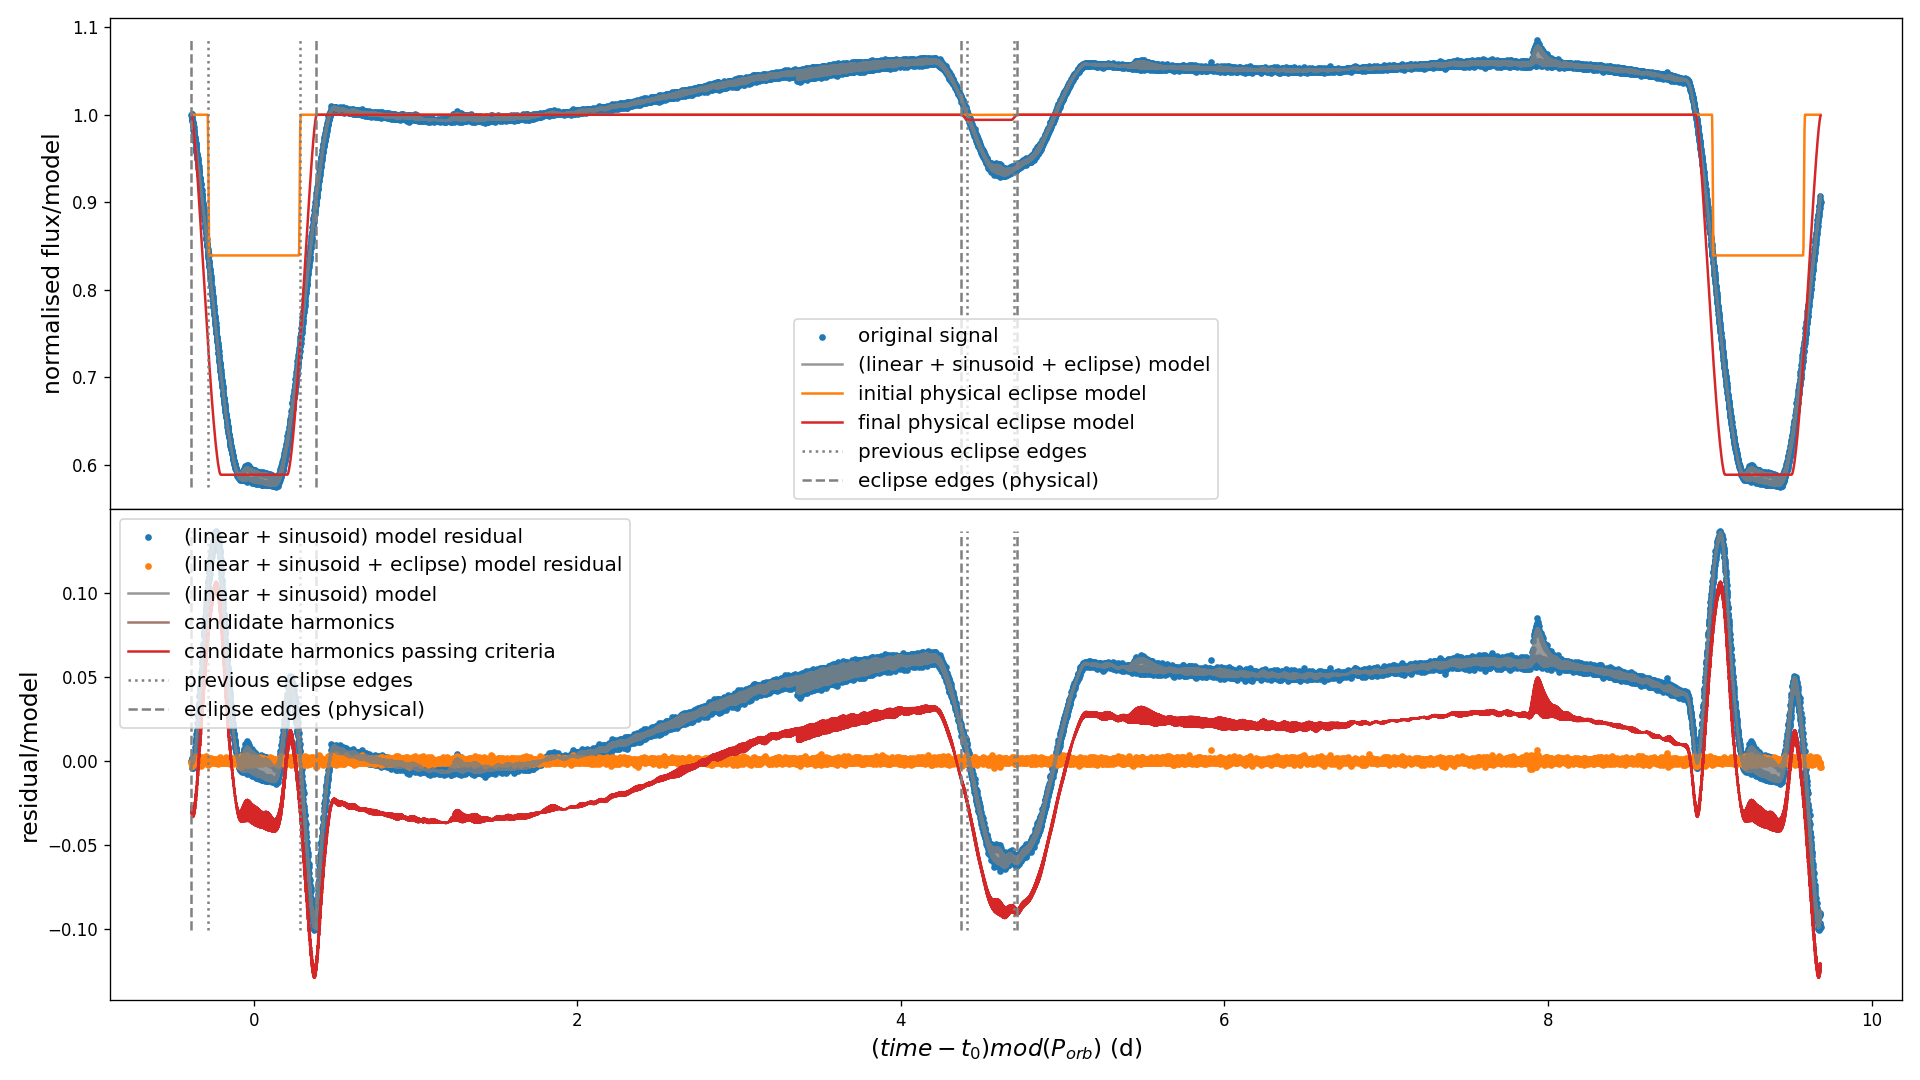 1.1
1.0
0.9
0.8
0.7
0.6
normalised flux/model
original signal
(linear + sinusoid + eclipse) model
initial physical eclipse model
final physical eclipse model
previous eclipse edges
eclipse edges (physical)
(linear + sinusoid) model residual
(linear + sinusoid + eclipse) model residual
(linear + sinusoid) model
candidate harmonics
candidate harmonics passing criteria
previous eclipse edges
eclipse edges (physical)
0.10
0.05
0.00
−0.05
−0.10
residual/model
0 2 4 6 8 10
(time − t₀)mod(Pₒᵣb) (d)